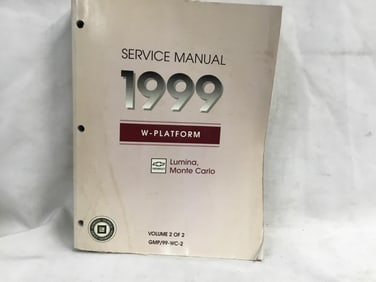 SERVICE MANUAL
1999
W-PLATFORM
Lumina,
Monte Carlo
VOLUME 2 OF 2
GMP/99-WC-2